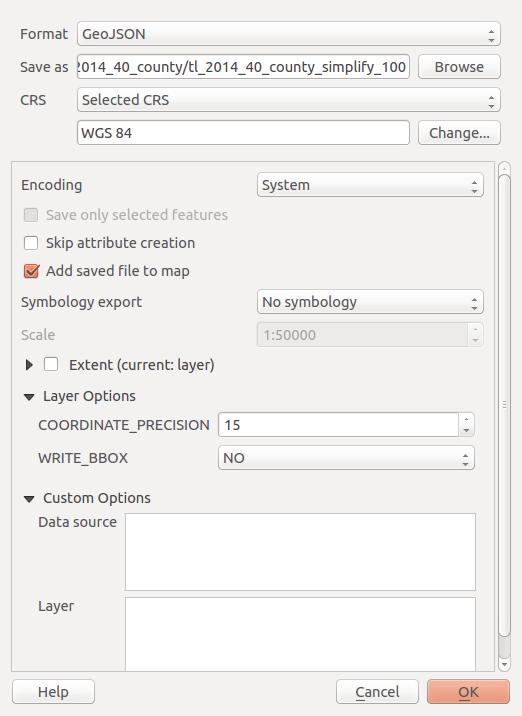 Format GeoJSON
Save as 2014_40_county/tl_2014_40_county_simplify_100 Browse
CRS Selected CRS
WGS 84 Change...
Encoding System
Save only selected features
Skip attribute creation
Add saved file to map
Symbology export No symbology
Scale 1:50000
Extent (current: layer)
Layer Options
COORDINATE_PRECISION 15
WRITE_BBOX NO
Custom Options
Data source
Layer
Help Cancel OK